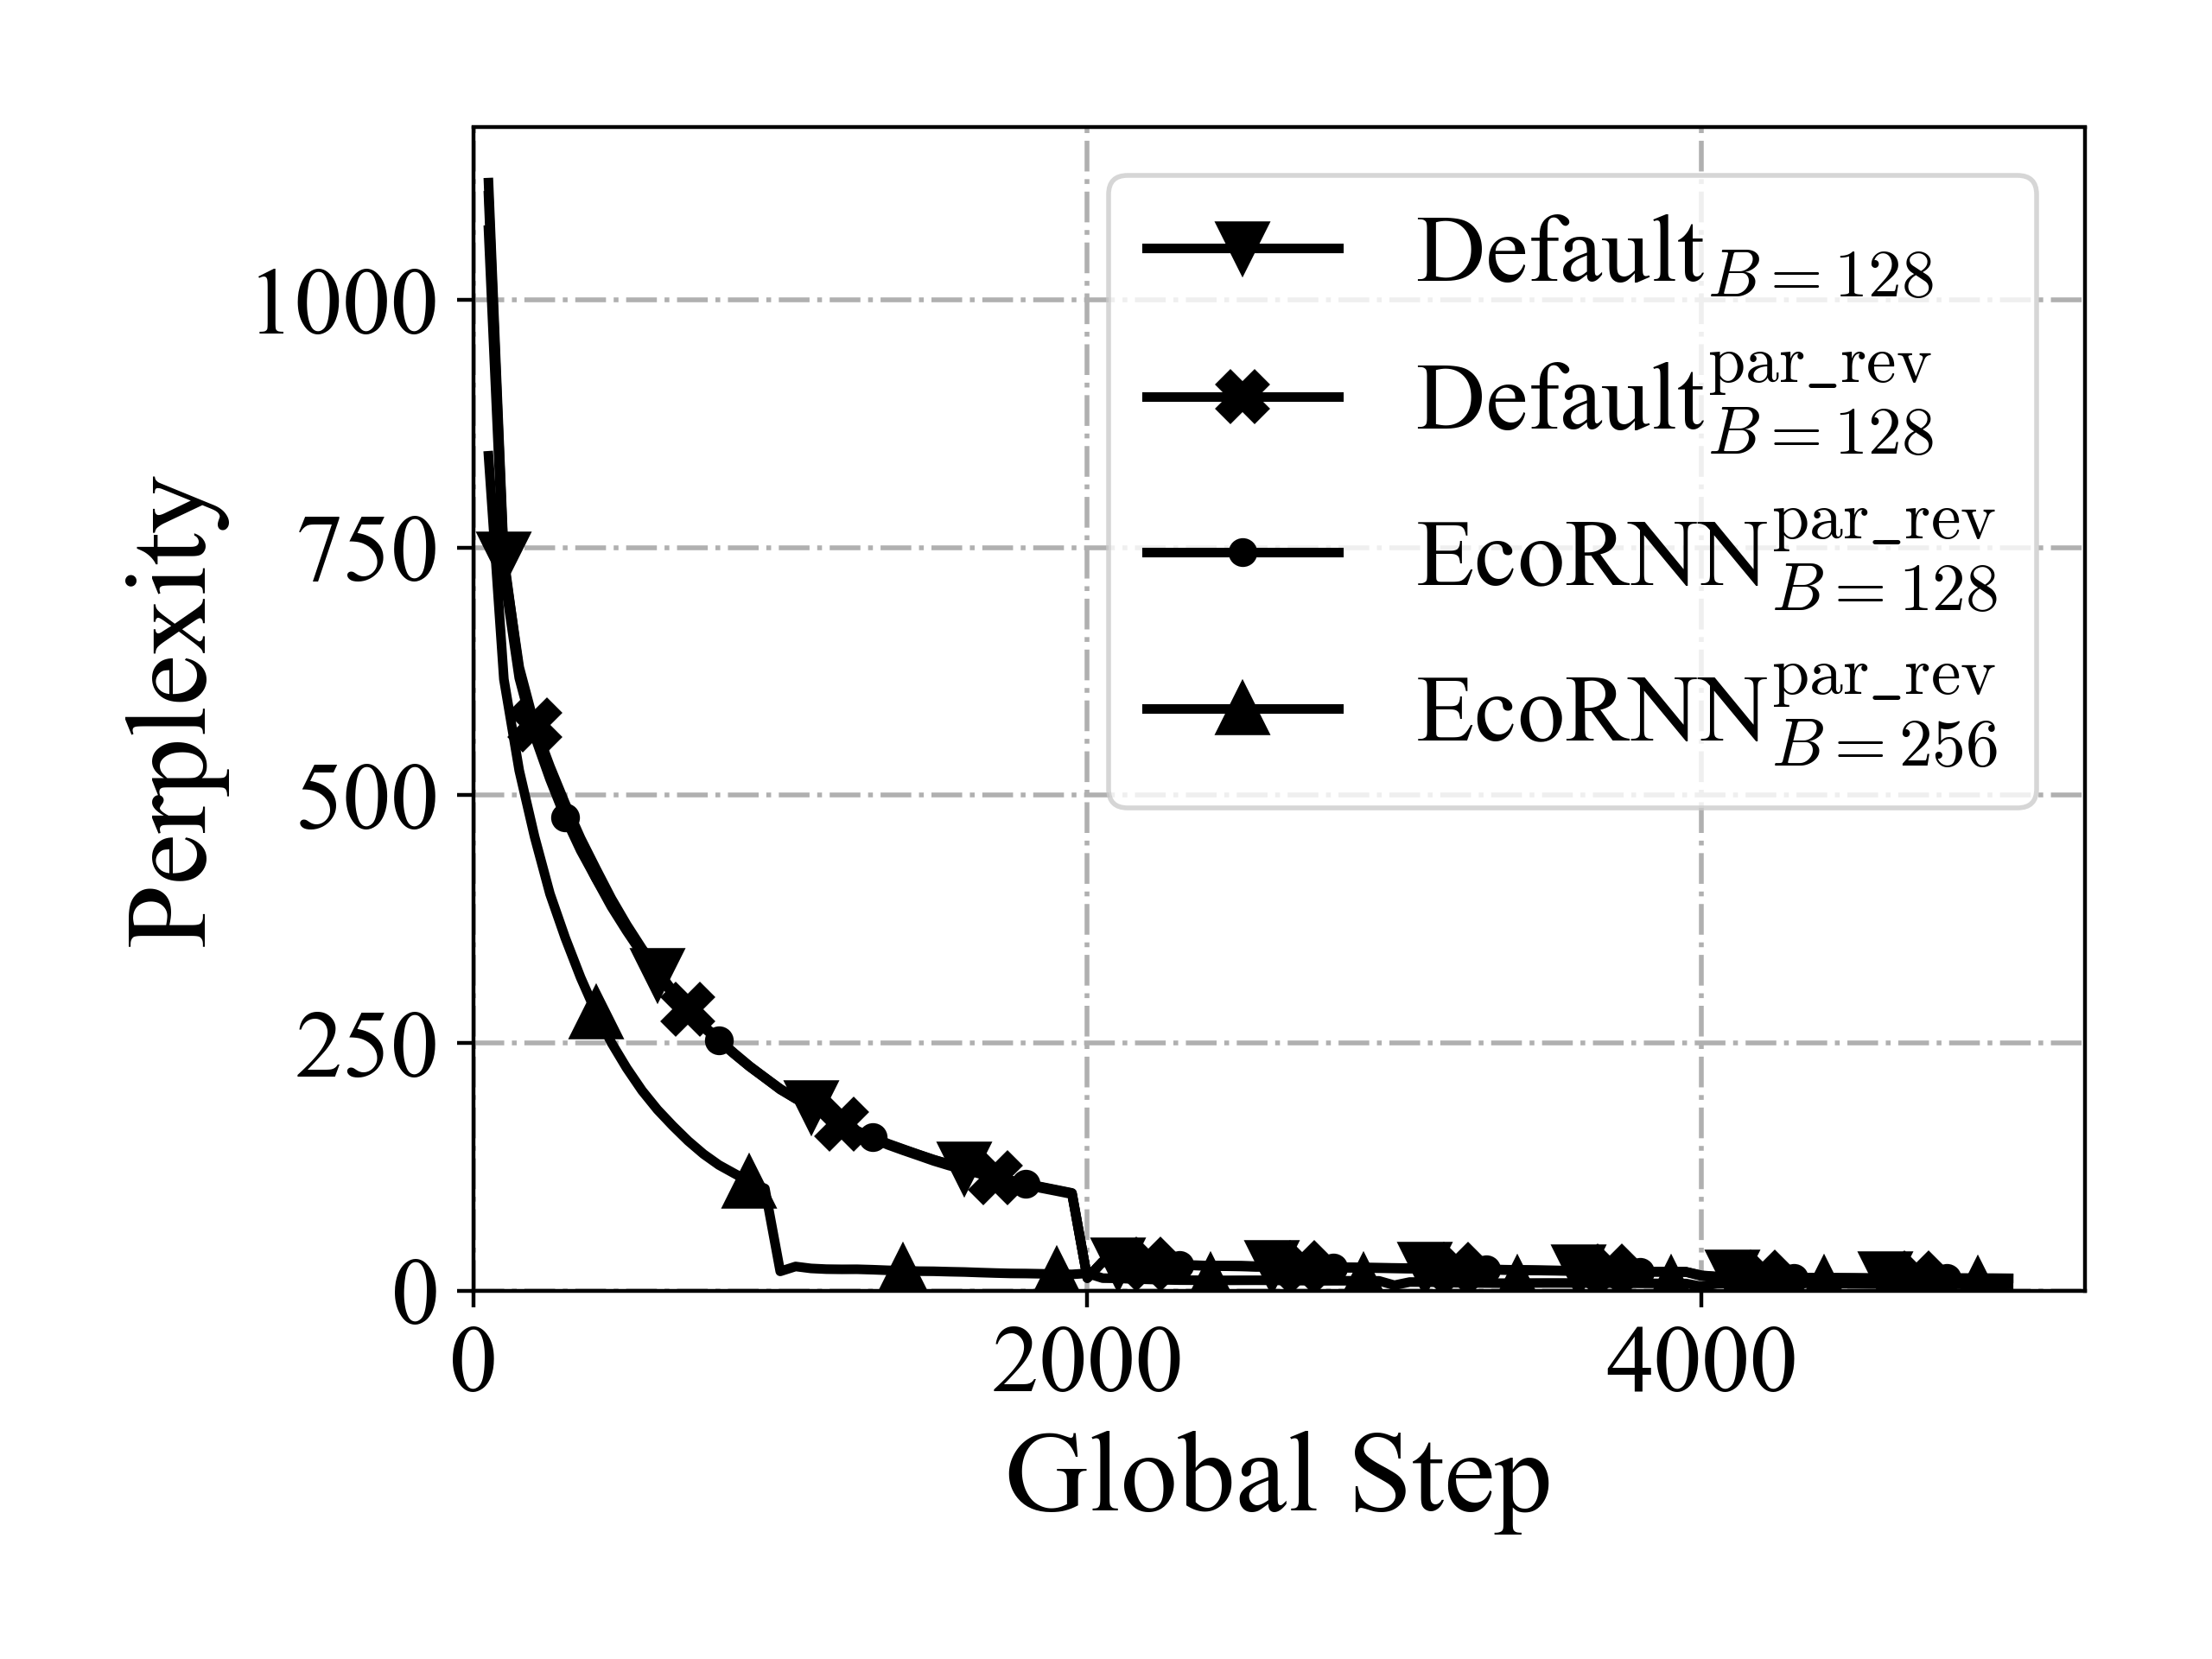 Perplexity
1000
750
500
250
0
Default B = 128
Default par_rev B = 128
EcoRNN par_rev B = 128
EcoRNN par_rev B = 256
0 2000 4000
Global Step